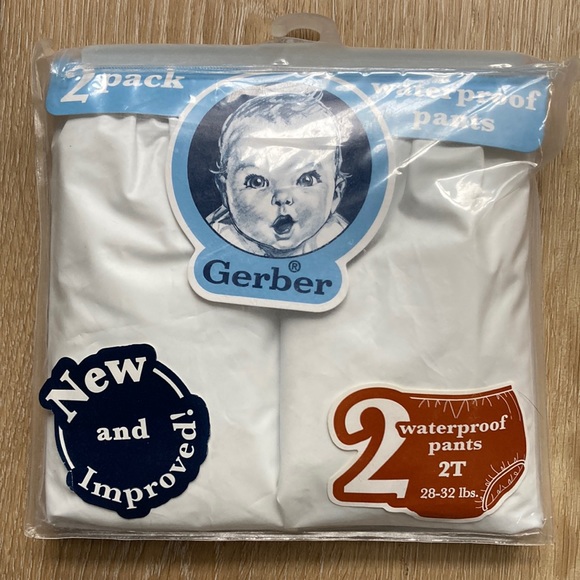 2 pack
waterproof
pants
Gerber®
New
and
Improved!
2
waterproof
pants
2T
28-32 lbs.